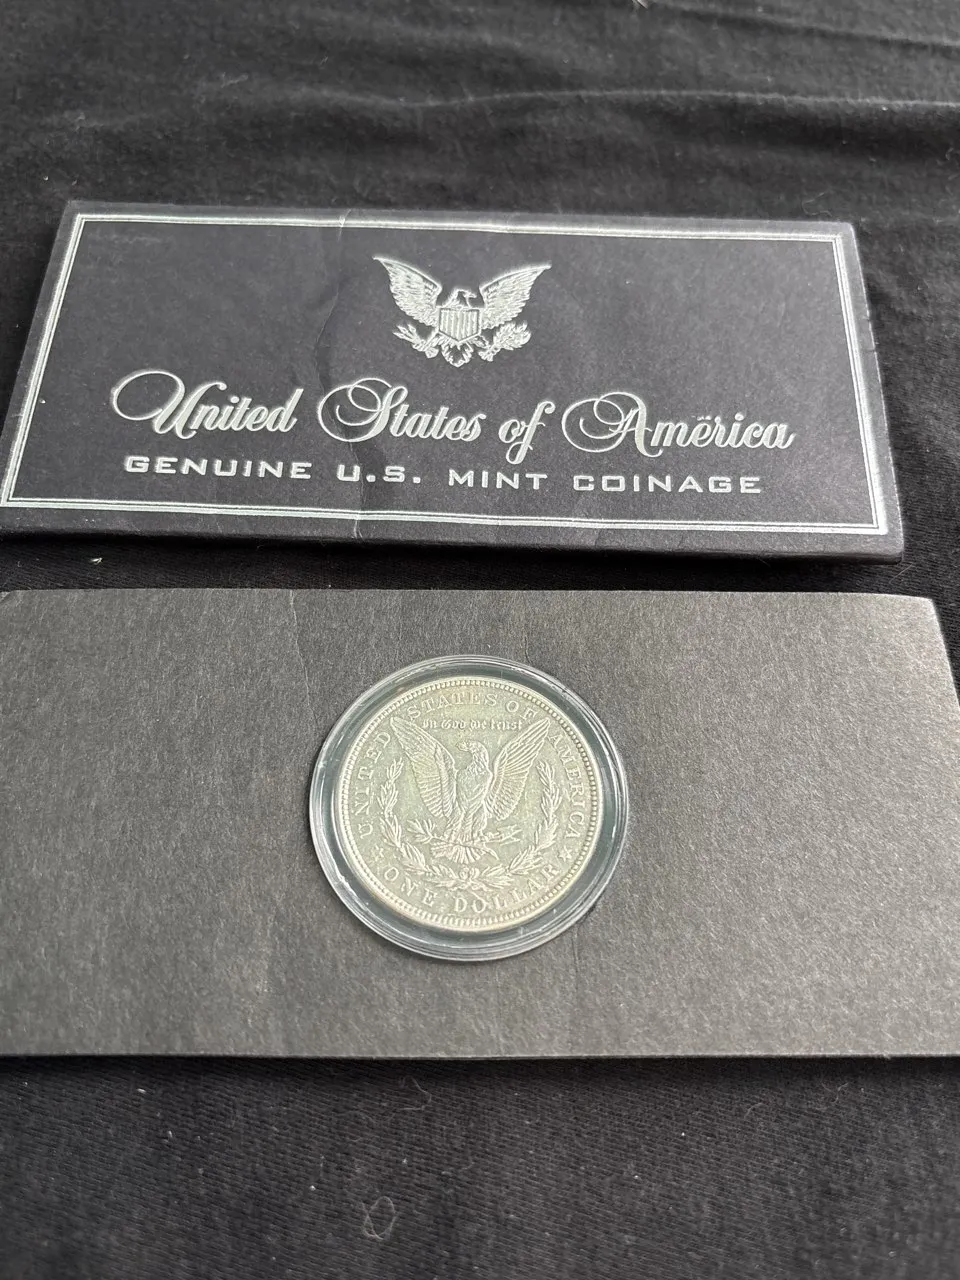 United States of Amërica
GENUINE U.S. MINT COINAGE
UNITED STATES OF AMERICA
In God we trust
ONE DOLLAR